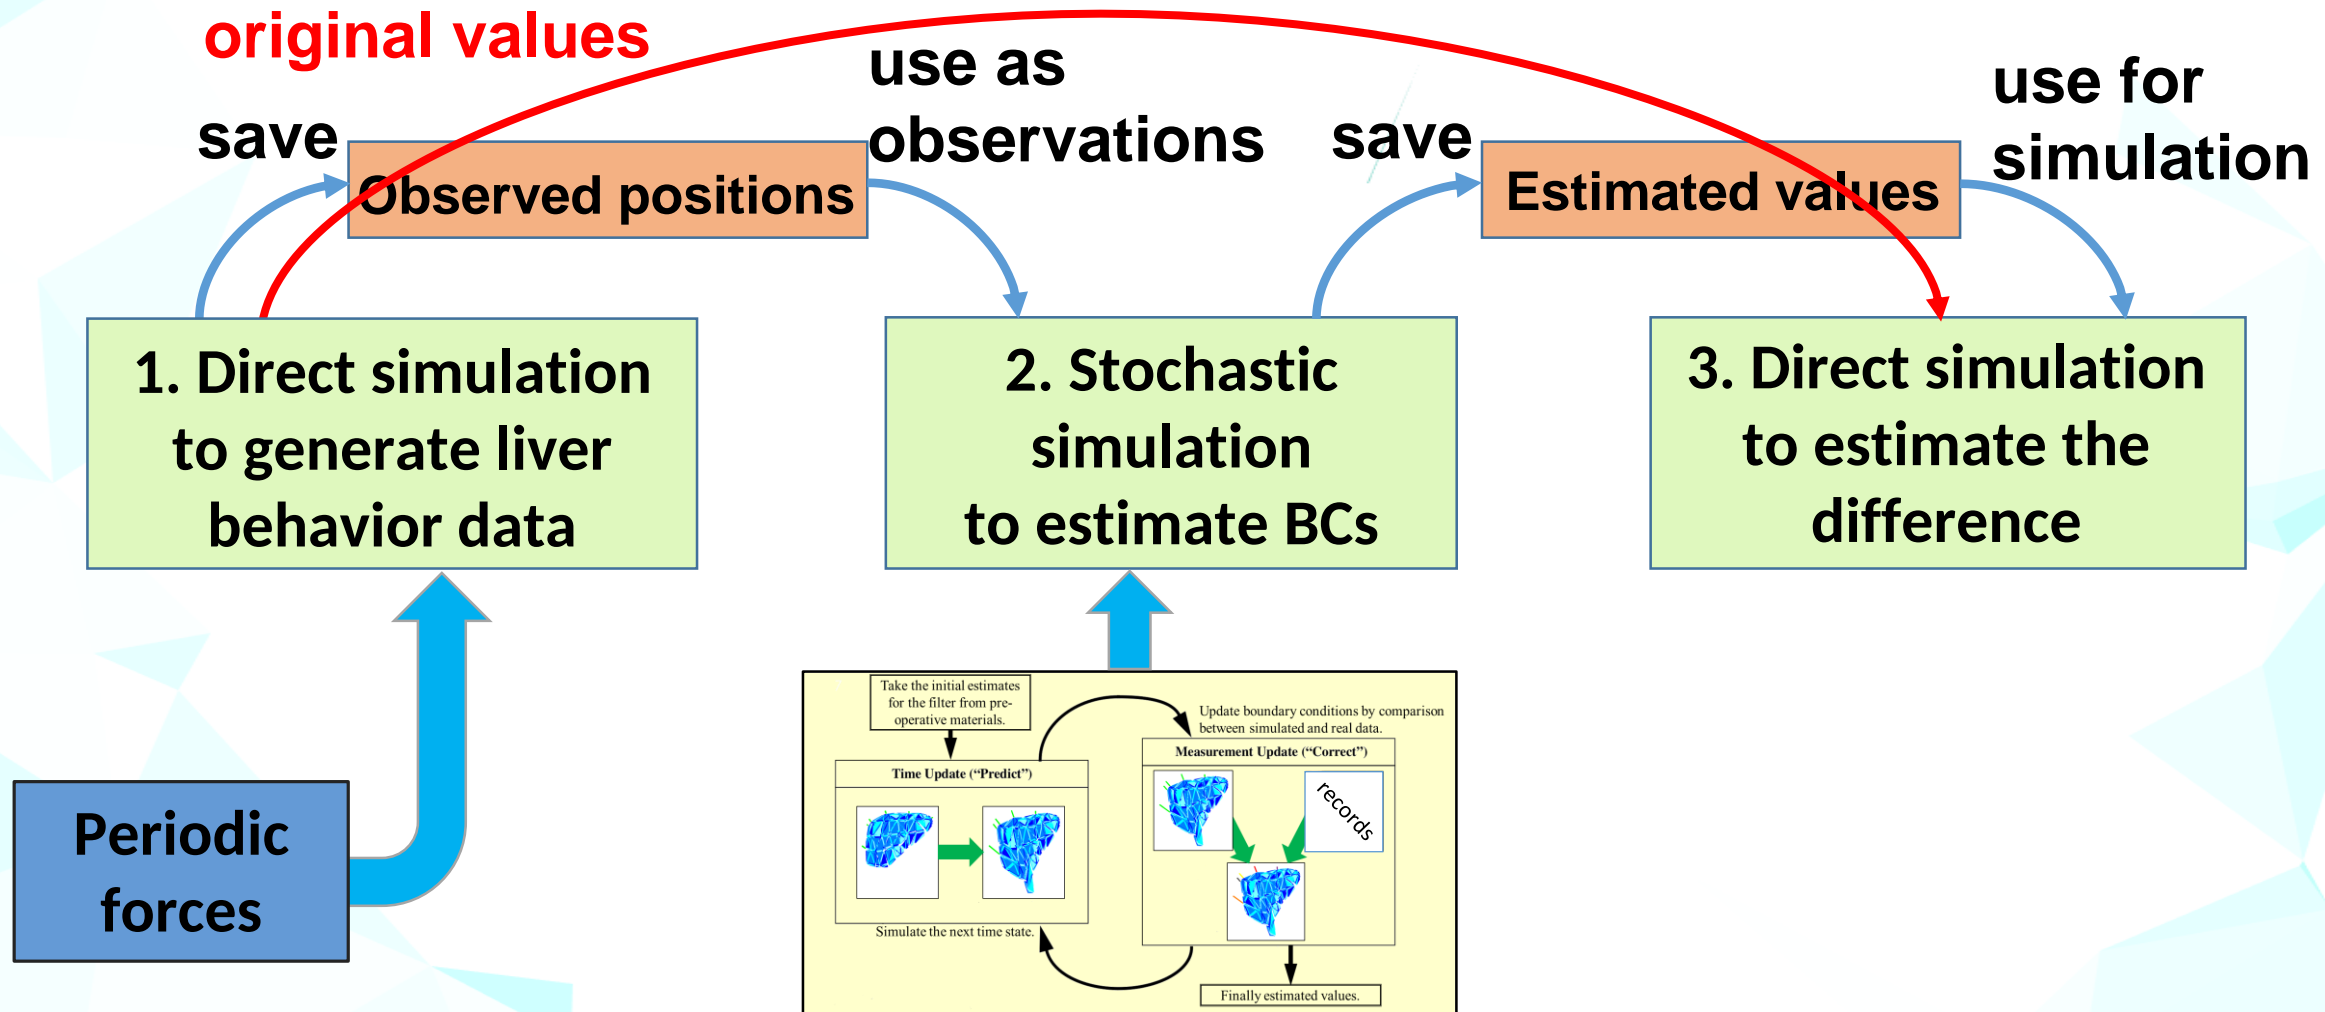 original values
save
use as
observations
save
use for
simulation
Observed positions
Estimated values
1. Direct simulation
to generate liver
behavior data
2. Stochastic
simulation
to estimate BCs
3. Direct simulation
to estimate the
difference
Periodic
forces
Take the initial estimates
for the filter from pre-
operative materials.
Update boundary conditions by comparison
between simulated and real data.
Time Update (“Predict”)
Measurement Update (“Correct”)
records
Simulate the next time state.
Finally estimated values.